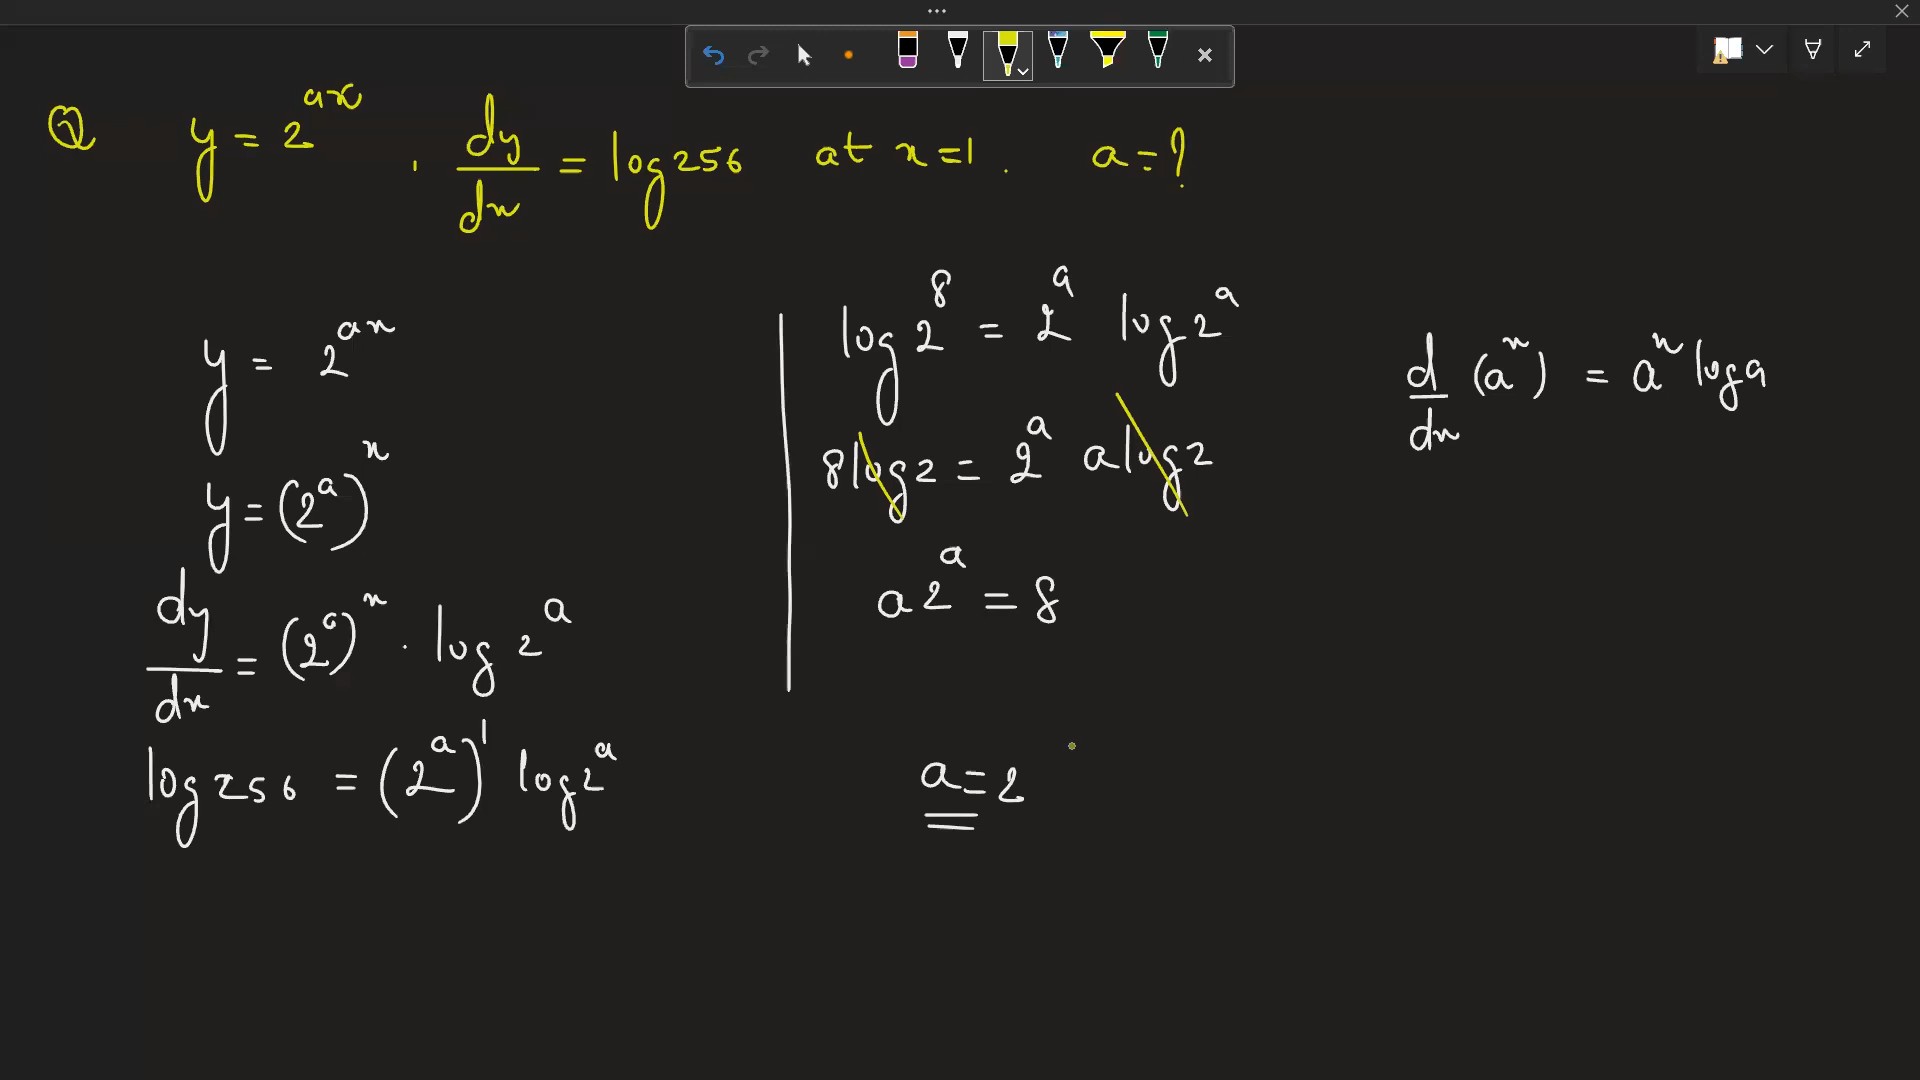 Q y = 2^{ax} . dy/dx = log 256 at x = 1 . a = ?
y = 2^{ax}
y = (2^a)^x
dy/dx = (2^a)^x · log 2^a
log 256 = (2^a)^1 log 2^a
log 2^8 = 2^a log 2^a
8 log 2 = 2^a a log 2
a 2^a = 8
a = 2
d/dx (a^x) = a^x log a